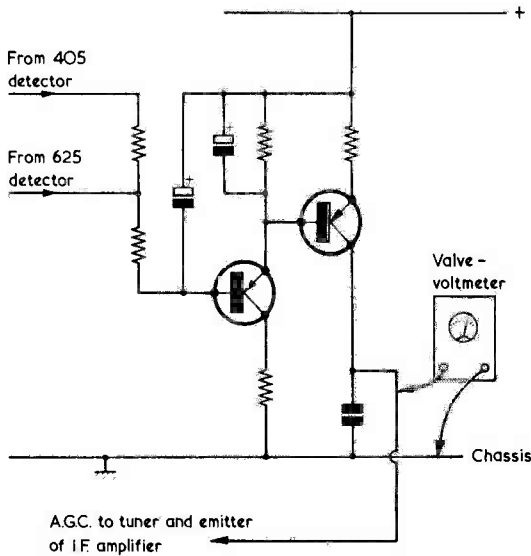 +
From 405
detector
+
From 625
detector
+
Valve -
voltmeter
Chassis
A.G.C. to tuner and emitter
of I.F. amplifier